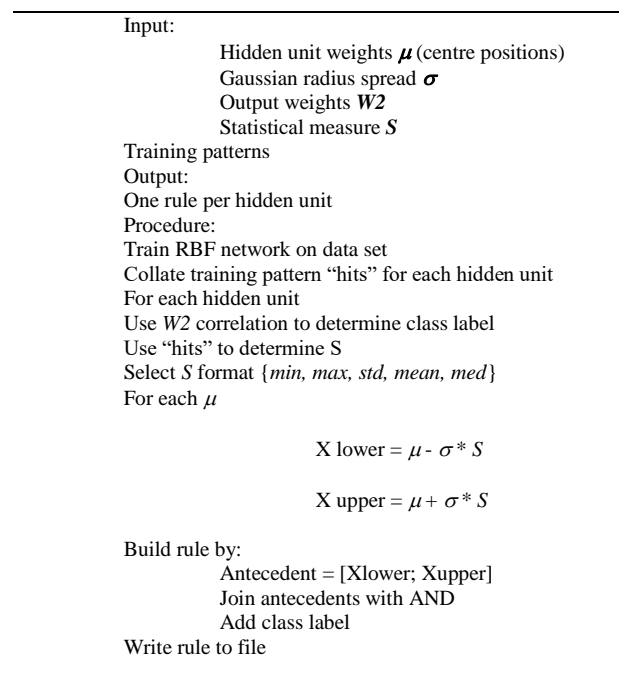 Input:
Hidden unit weights μ (centre positions)
Gaussian radius spread σ
Output weights W2
Statistical measure S
Training patterns
Output:
One rule per hidden unit
Procedure:
Train RBF network on data set
Collate training pattern “hits” for each hidden unit
For each hidden unit
Use W2 correlation to determine class label
Use “hits” to determine S
Select S format {min, max, std, mean, med}
For each μ
X lower = μ - σ* S
X upper = μ + σ* S
Build rule by:
Antecedent = [Xlower; Xupper]
Join antecedents with AND
Add class label
Write rule to file